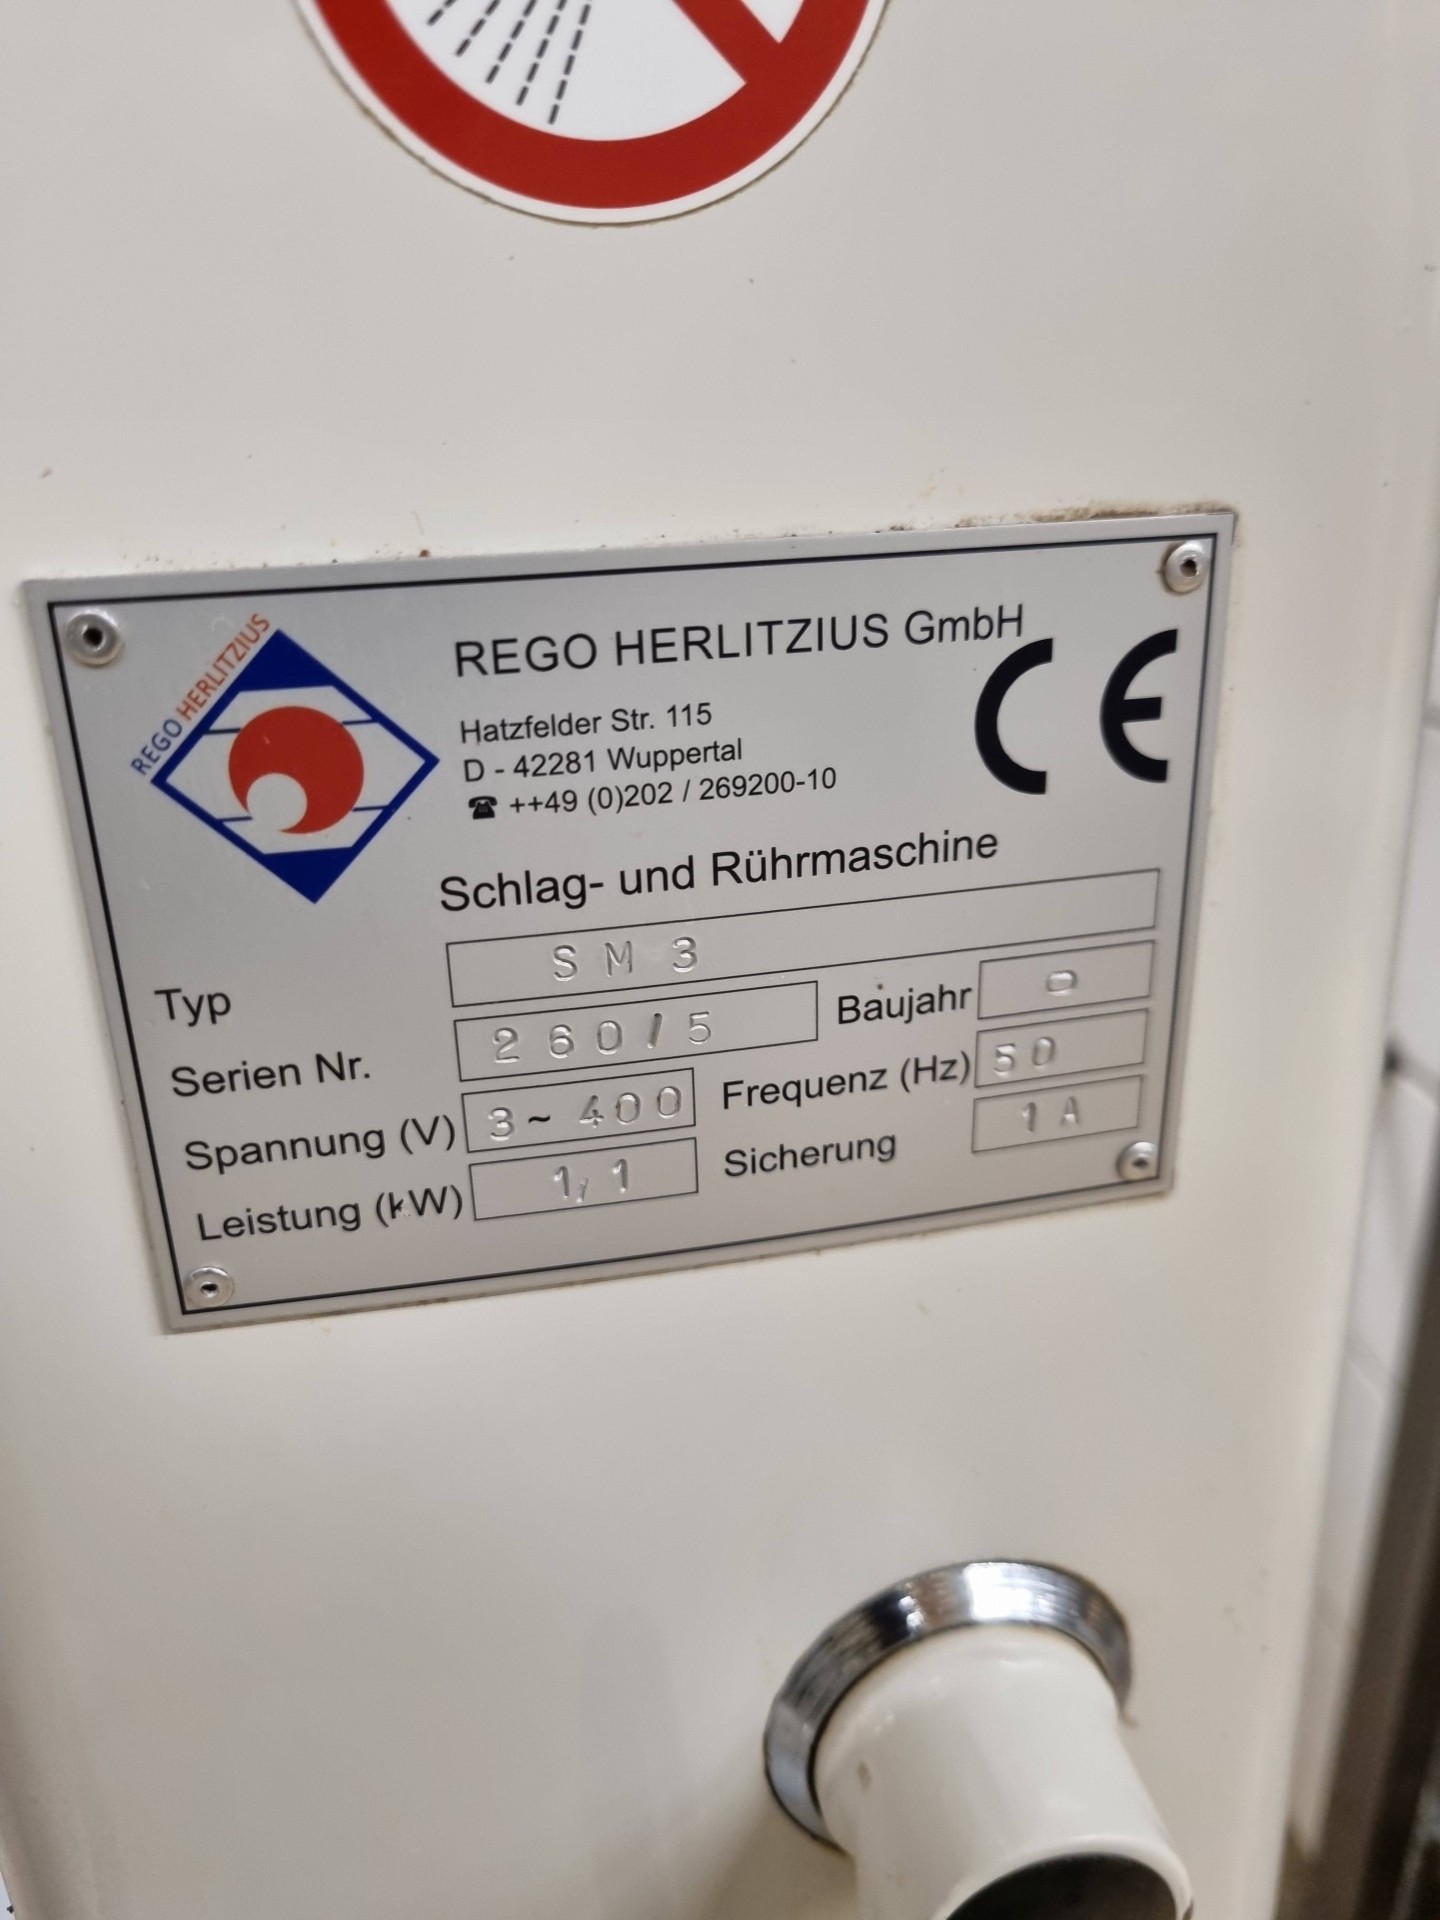 REGO HERLITZIUS
REGO HERLITZIUS GmbH
CE
Hatzfelder Str. 115
D - 42281 Wuppertal
☎ ++49 (0)202 / 269200-10
Schlag- und Rührmaschine
Typ SM 3
Serien Nr. 260/5 Baujahr 0
Spannung (V) 3~ 400 Frequenz (Hz) 50
Leistung (kW) 1,1 Sicherung 1A